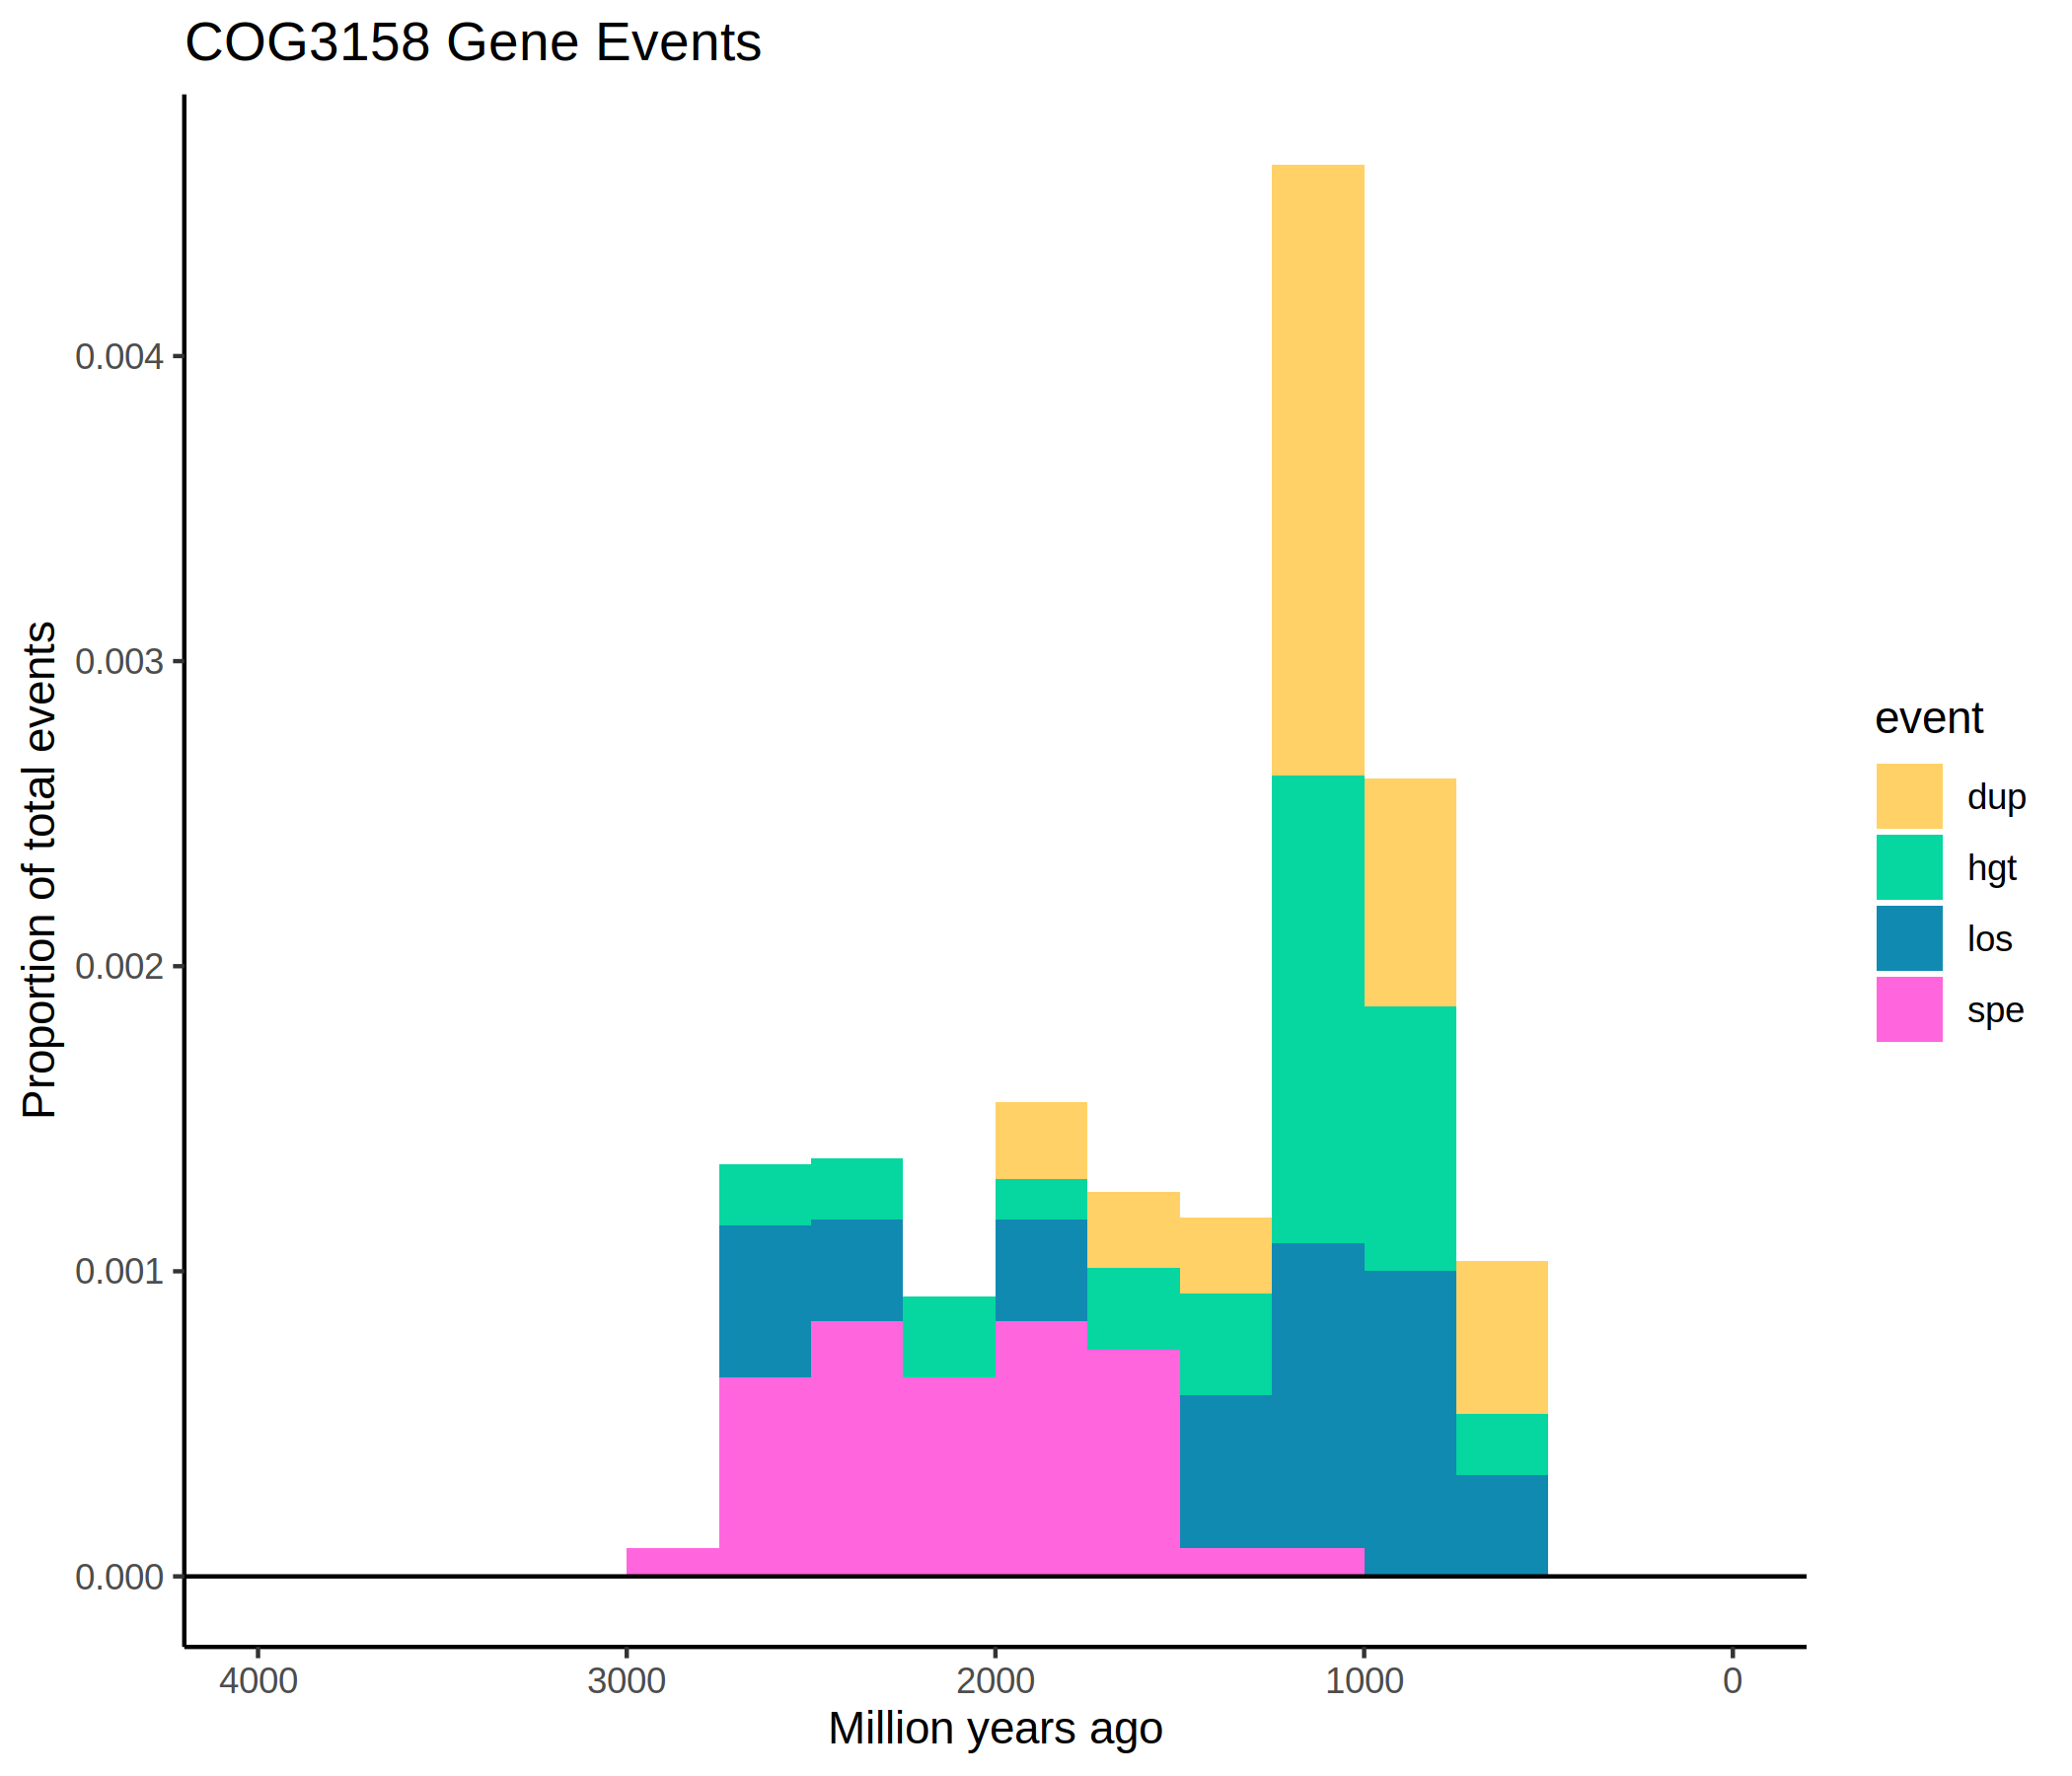 COG3158 Gene Events
Proportion of total events
0.004
0.003
0.002
0.001
0.000
4000 3000 2000 1000 0
Million years ago
event
dup
hgt
los
spe